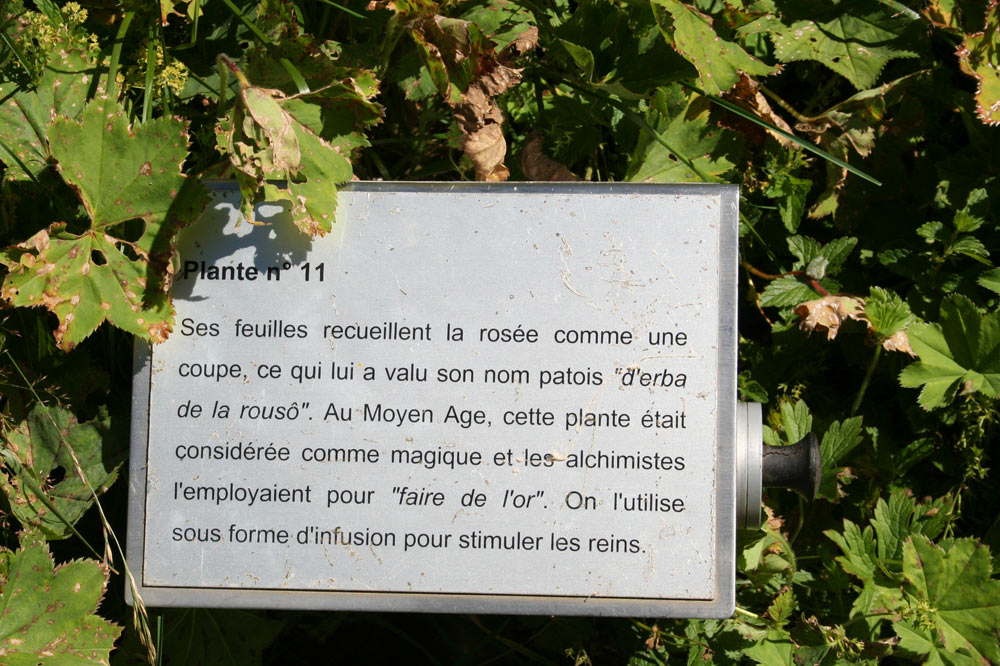 Plante n° 11
Ses feuilles recueillent la rosée comme une
coupe, ce qui lui a valu son nom patois "d'erba
de la rousô". Au Moyen Age, cette plante était
considérée comme magique et les alchimistes
l'employaient pour "faire de l'or". On l'utilise
sous forme d'infusion pour stimuler les reins.